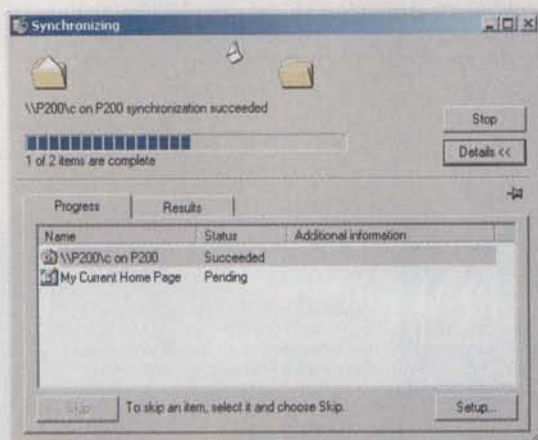 Synchronizing
\\P200\c on P200 synchronization succeeded
Stop
1 of 2 items are complete
Details <<
Progress Results
Name Status Additional information
\\P200\c on P200 Succeeded
My Current Home Page Pending
Skip To skip an item, select it and choose Skip. Setup...